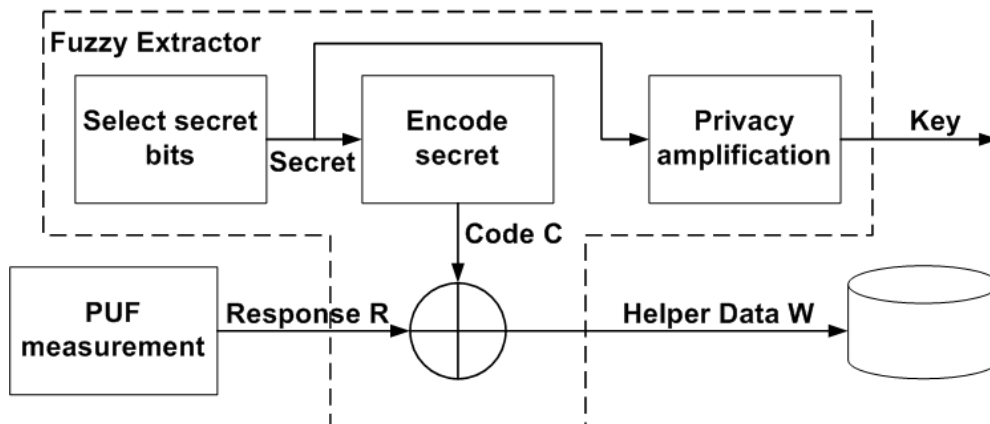 Fuzzy Extractor
Select secret
bits
Secret
Encode
secret
Privacy
amplification
Key
Code C
PUF
measurement
Response R
Helper Data W